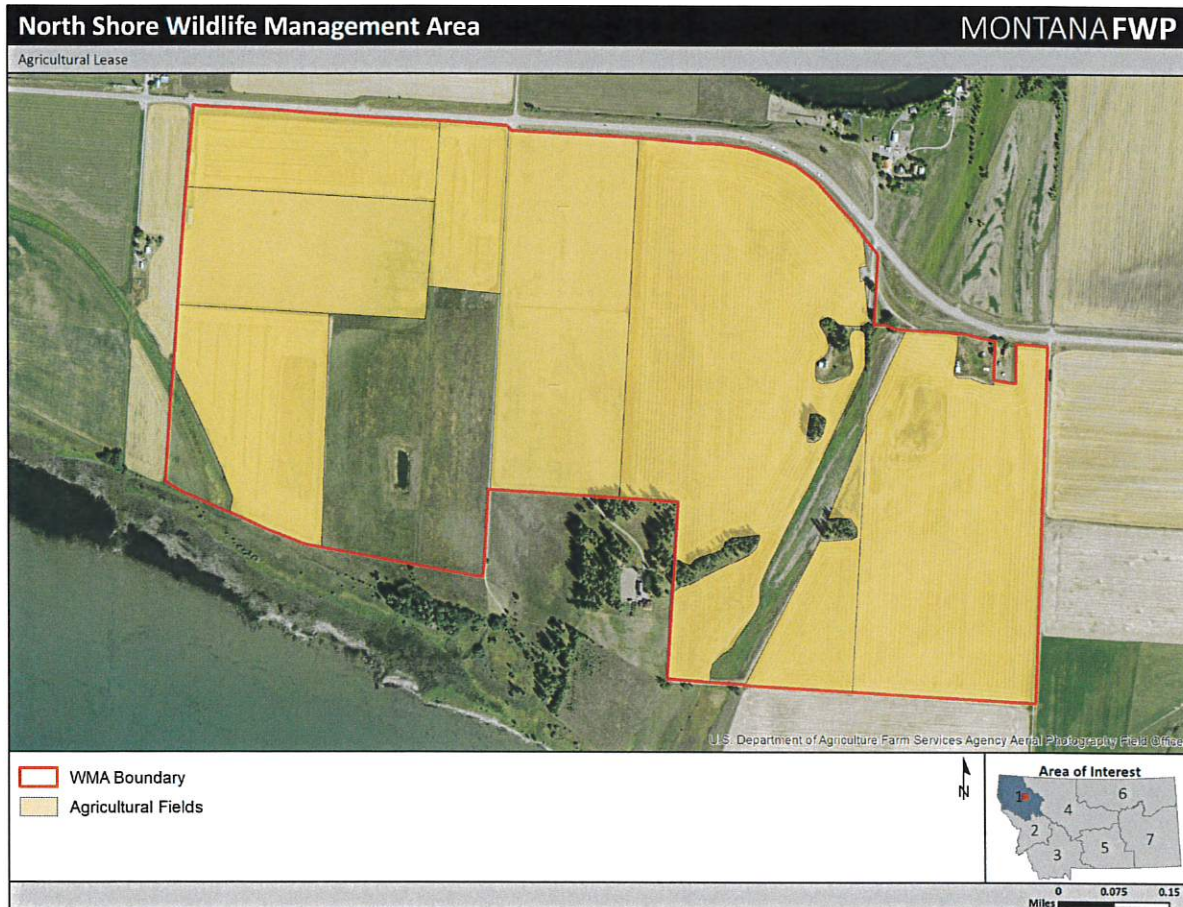 North Shore Wildlife Management Area
MONTANAFWP
Agricultural Lease
U.S. Department of Agriculture Farm Services Agency Aerial Photography Field Office
WMA Boundary
Agricultural Fields
N
Area of Interest
1
2
3
4
5
6
7
0 0.075 0.15
Miles